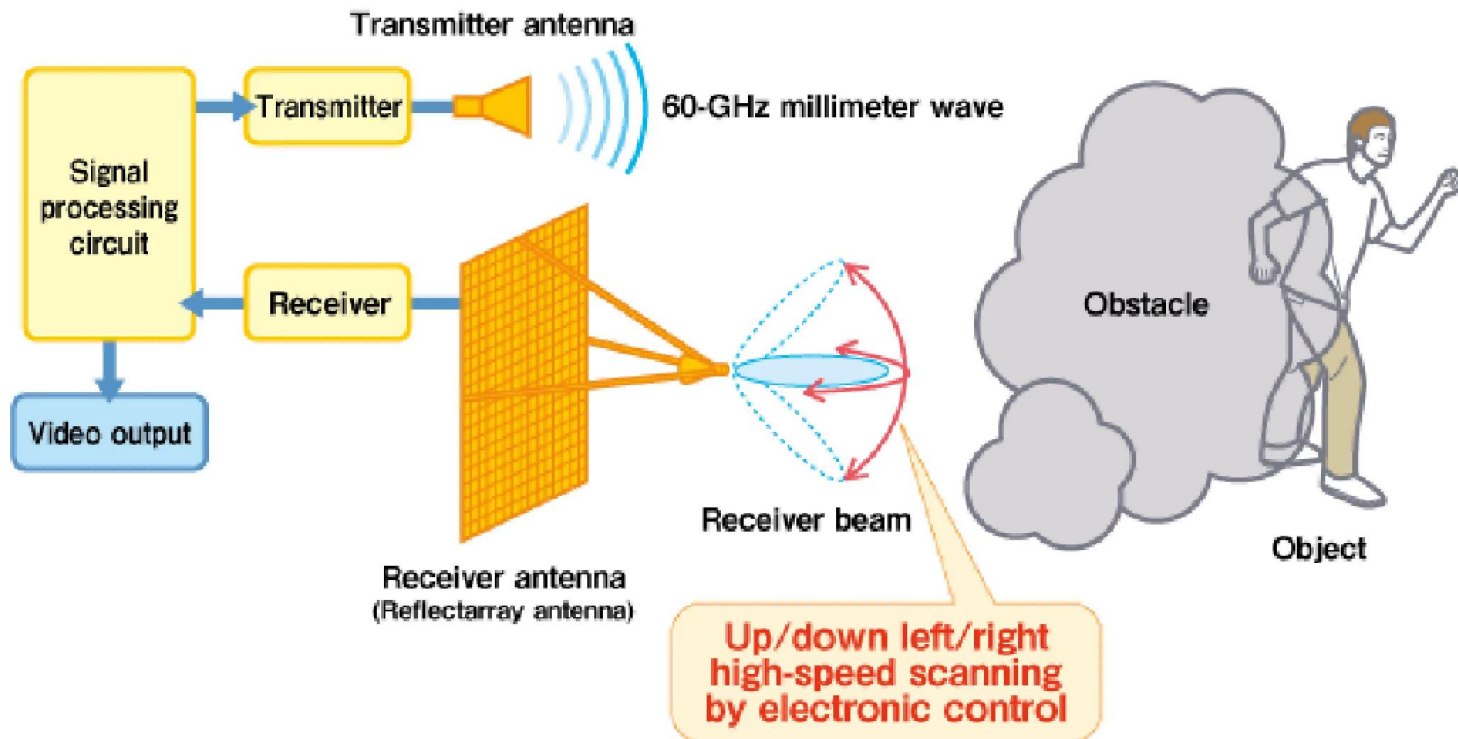 Transmitter antenna
Transmitter
60-GHz millimeter wave
Signal
processing
circuit
Receiver
Obstacle
Video output
Receiver beam
Object
Receiver antenna
(Reflectarray antenna)
Up/down left/right
high-speed scanning
by electronic control